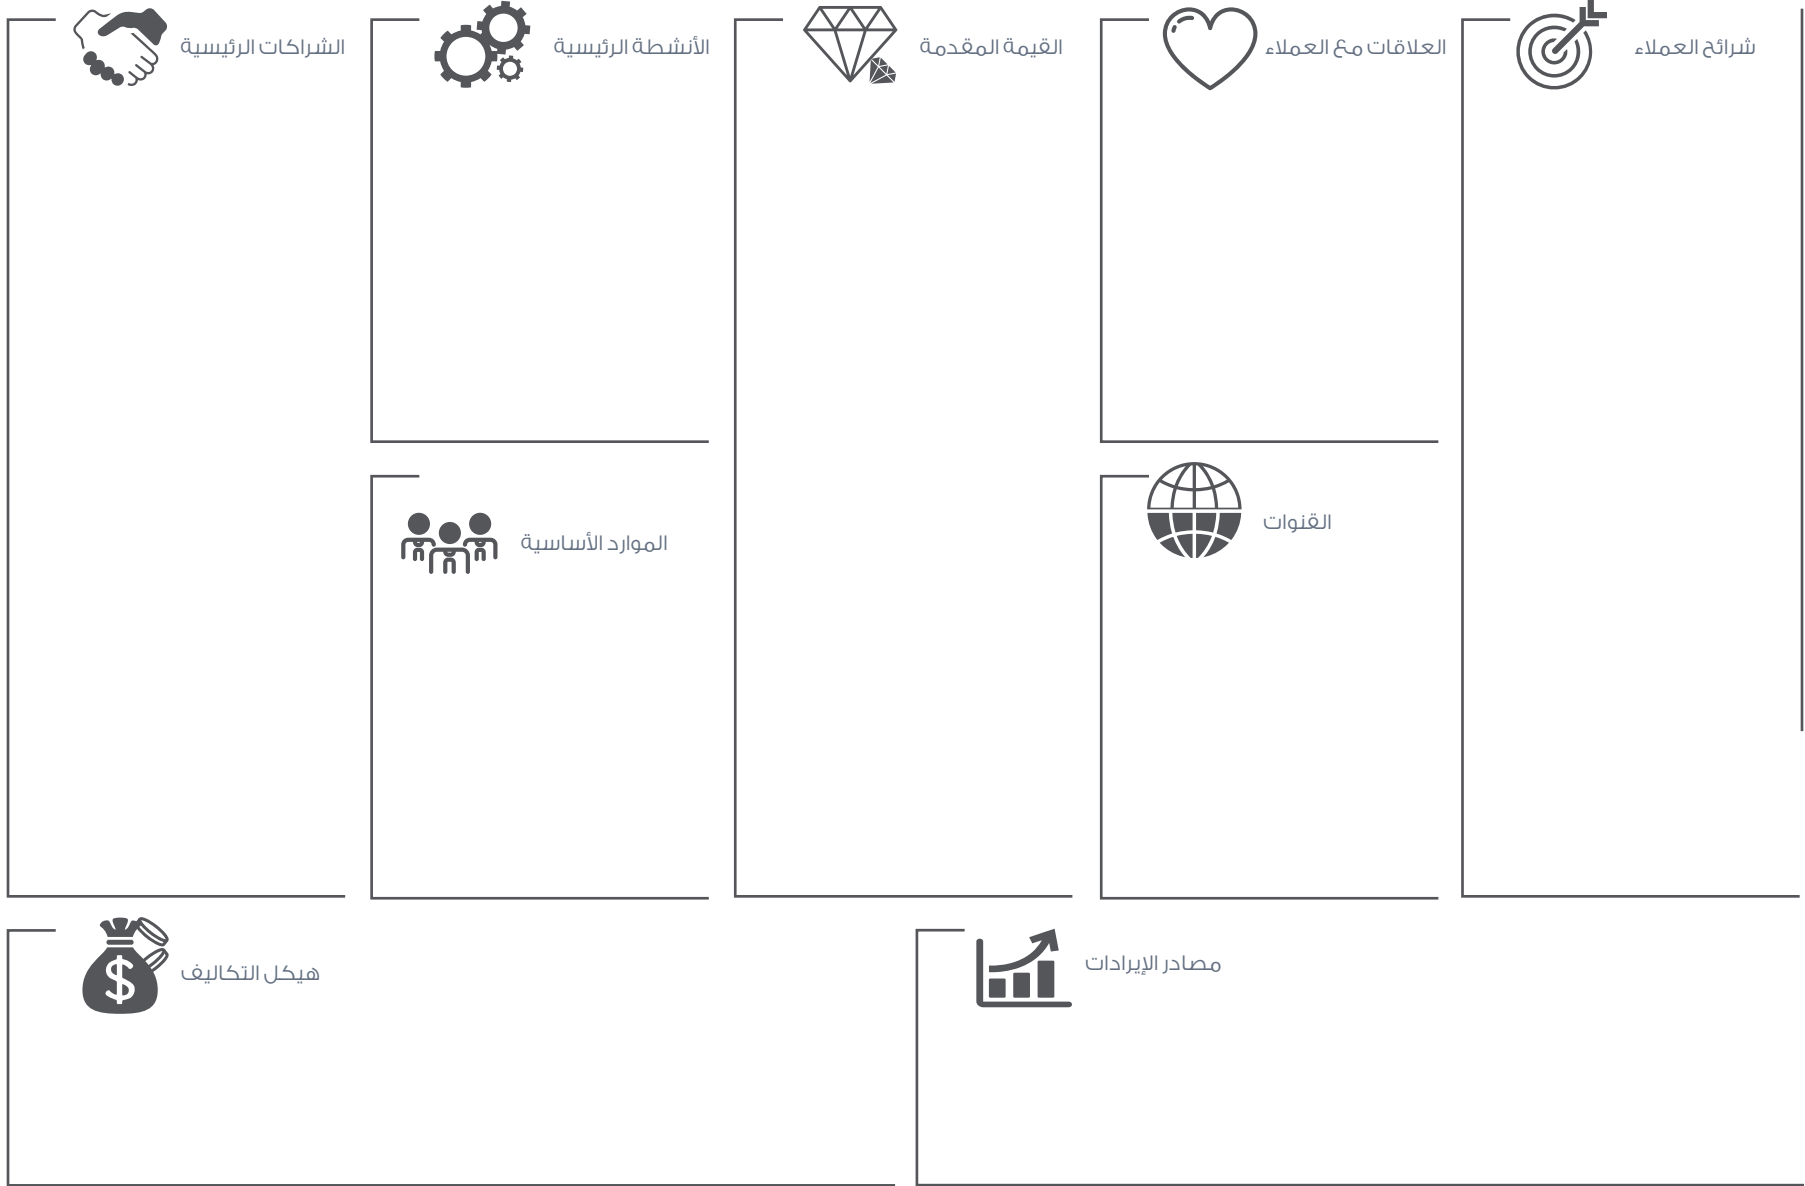 شرائح العملاء
العلاقات مع العملاء
القيمة المقدمة
الأنشطة الرئيسية
الشراكات الرئيسية
القنوات
الموارد الأساسية
مصادر الإيرادات
هيكل التكاليف
$